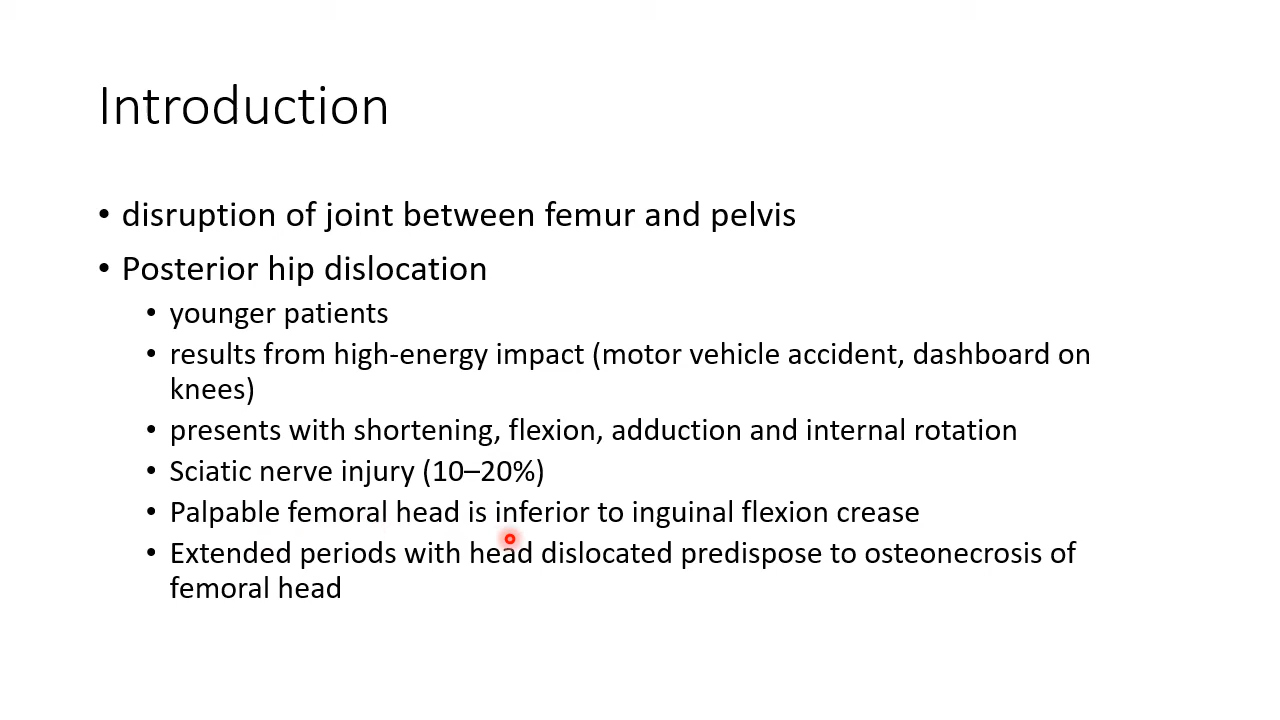 Introduction
• disruption of joint between femur and pelvis
• Posterior hip dislocation
• younger patients
• results from high-energy impact (motor vehicle accident, dashboard on
knees)
• presents with shortening, flexion, adduction and internal rotation
• Sciatic nerve injury (10–20%)
• Palpable femoral head is inferior to inguinal flexion crease
• Extended periods with head dislocated predispose to osteonecrosis of
femoral head